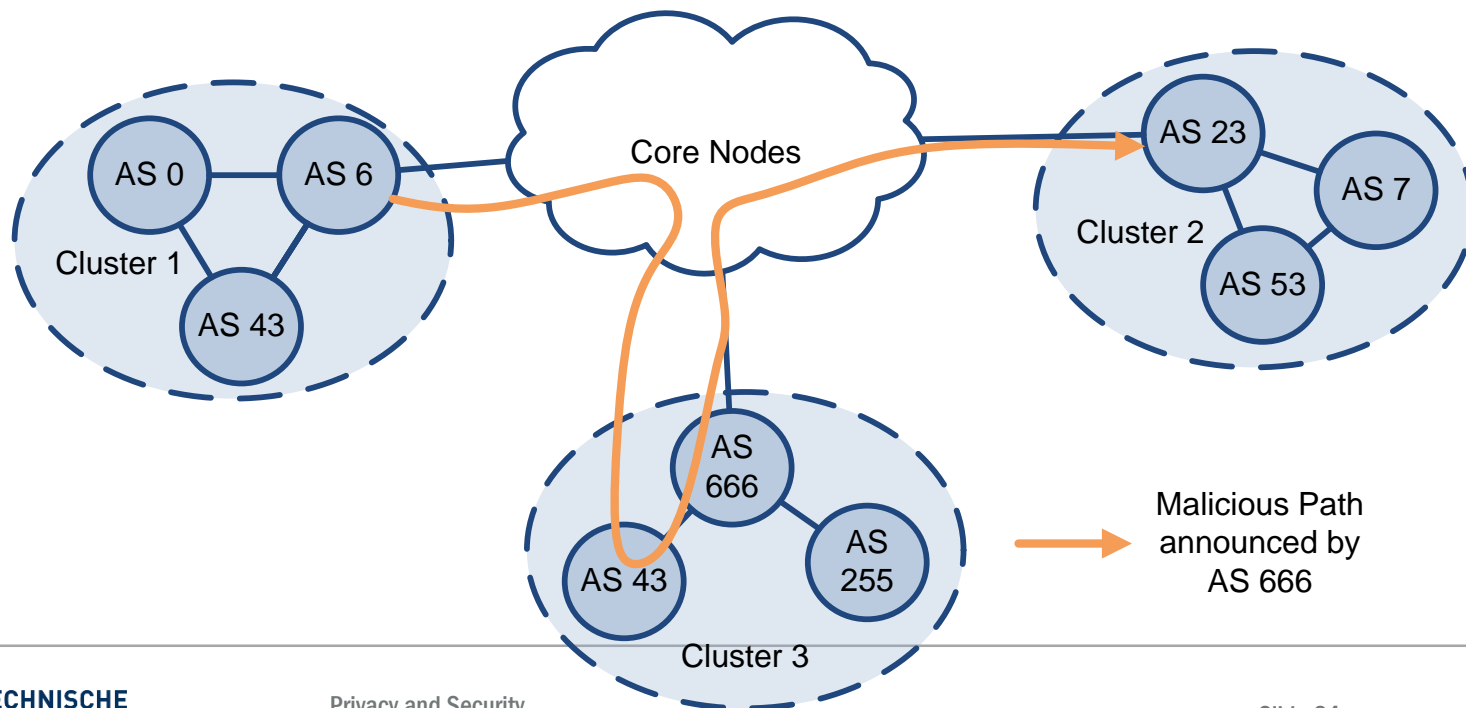 Core Nodes
AS 0
AS 6
Cluster 1
AS 43
AS 23
AS 7
Cluster 2
AS 53
AS
666
AS 43
AS
255
Cluster 3
Malicious Path
announced by
AS 666
TECHNISCHE
Privacy and Security